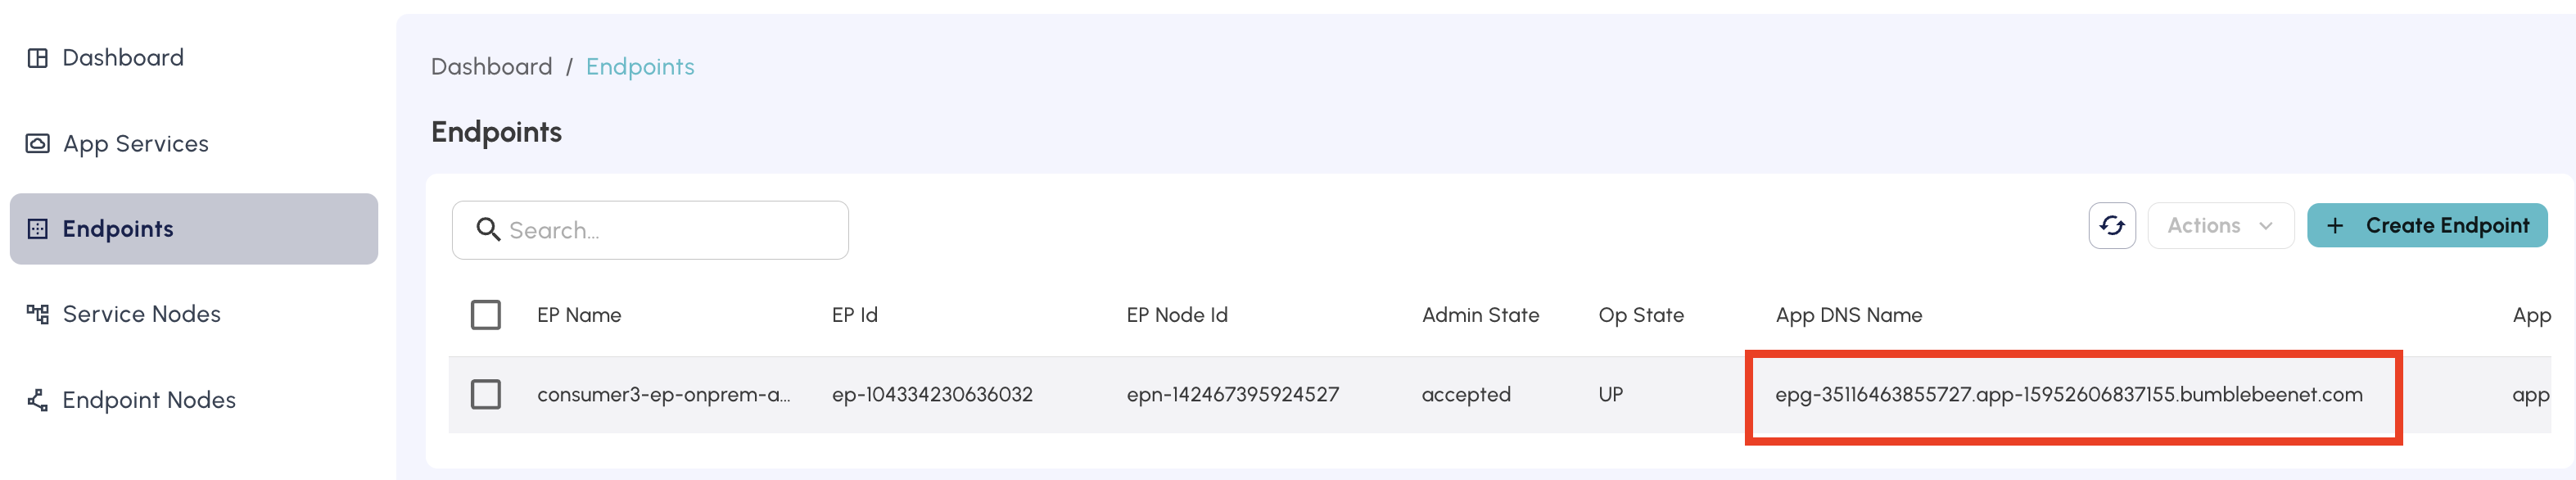 Dashboard
App Services
Endpoints
Service Nodes
Endpoint Nodes
Dashboard / Endpoints
Endpoints
Search...
Actions
+ Create Endpoint
EP Name EP Id EP Node Id Admin State Op State App DNS Name App
consumer3-ep-onprem-a... ep-104334230636032 epn-142467395924527 accepted UP epg-35116463855727.app-15952606837155.bumblebeenet.com app